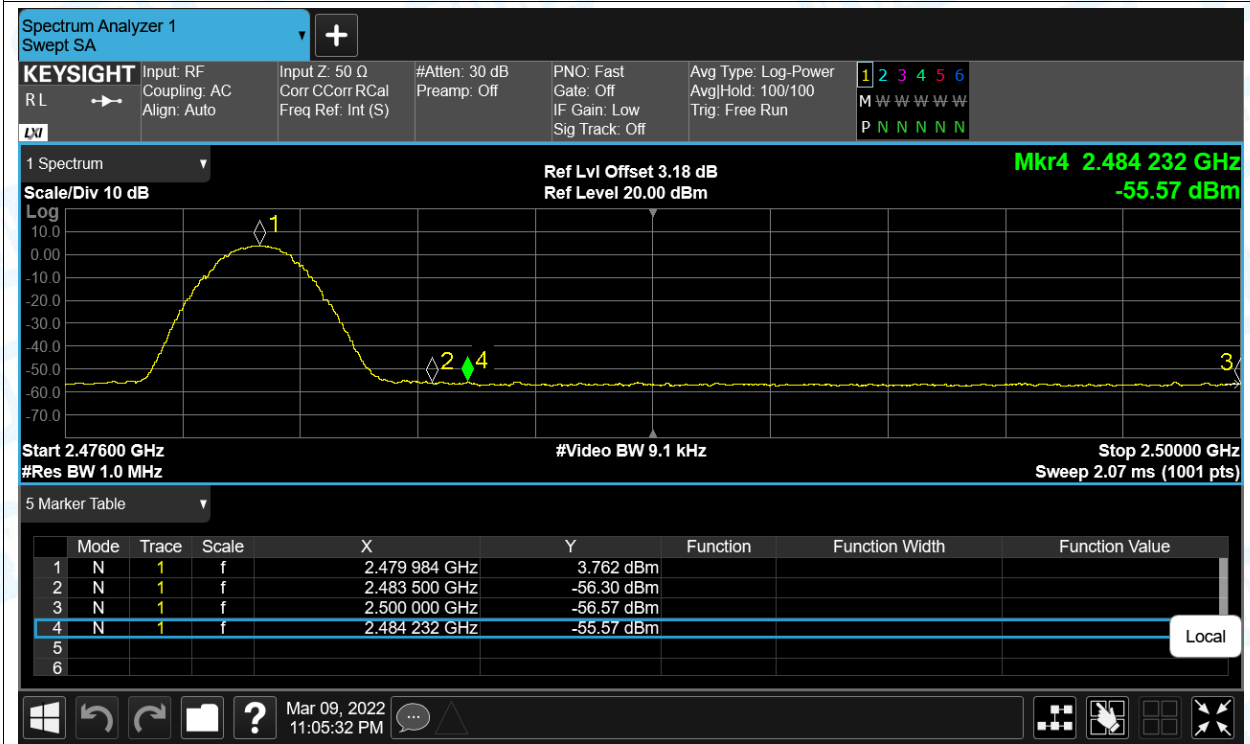 Spectrum Analyzer 1
Swept SA
+
KEYSIGHT
R L
LXI
Input: RF
Coupling: AC
Align: Auto
Input Z: 50 Ω
Corr CCorr RCal
Freq Ref: Int (S)
#Atten: 30 dB
Preamp: Off
PNO: Fast
Gate: Off
IF Gain: Low
Sig Track: Off
Avg Type: Log-Power
Avg|Hold: 100/100
Trig: Free Run
1 2 3 4 5 6
M W W W W W
P N N N N N
1 Spectrum
Scale/Div 10 dB
Ref Lvl Offset 3.18 dB
Ref Level 20.00 dBm
Mkr4 2.484 232 GHz
-55.57 dBm
Log
10.0
0.00
-10.0
-20.0
-30.0
-40.0
-50.0
-60.0
-70.0
1
2
4
3
Start 2.47600 GHz
#Res BW 1.0 MHz
#Video BW 9.1 kHz
Stop 2.50000 GHz
Sweep 2.07 ms (1001 pts)
5 Marker Table
Mode Trace Scale X Y Function Function Width Function Value
1 N 1 f 2.479 984 GHz 3.762 dBm
2 N 1 f 2.483 500 GHz -56.30 dBm
3 N 1 f 2.500 000 GHz -56.57 dBm
4 N 1 f 2.484 232 GHz -55.57 dBm
5
6
Local
?
Mar 09, 2022
11:05:32 PM